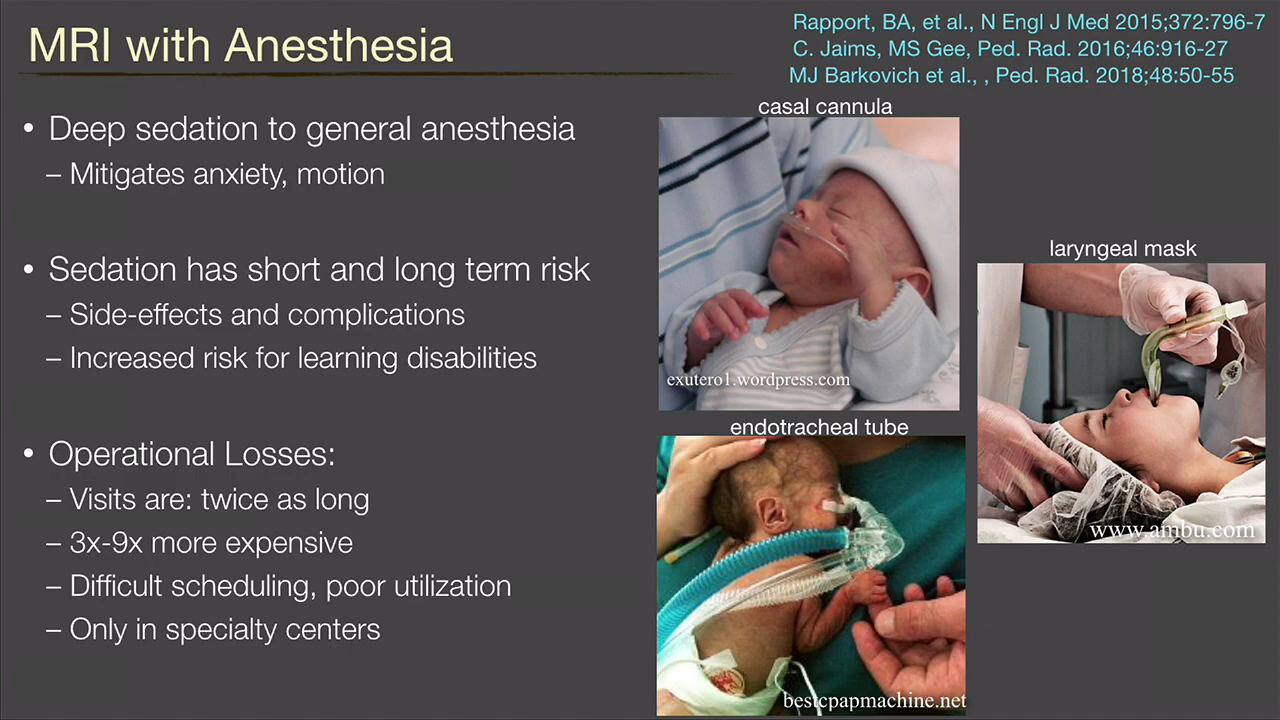 MRI with Anesthesia
Rapport, BA, et al., N Engl J Med 2015;372:796-7
C. Jaims, MS Gee, Ped. Rad. 2016;46:916-27
MJ Barkovich et al., , Ped. Rad. 2018;48:50-55
• Deep sedation to general anesthesia
– Mitigates anxiety, motion
• Sedation has short and long term risk
– Side-effects and complications
– Increased risk for learning disabilities
• Operational Losses:
– Visits are: twice as long
– 3x-9x more expensive
– Difficult scheduling, poor utilization
– Only in specialty centers
casal cannula
exutero1.wordpress.com
laryngeal mask
www.ambu.com
endotracheal tube
bestcpapmachine.net